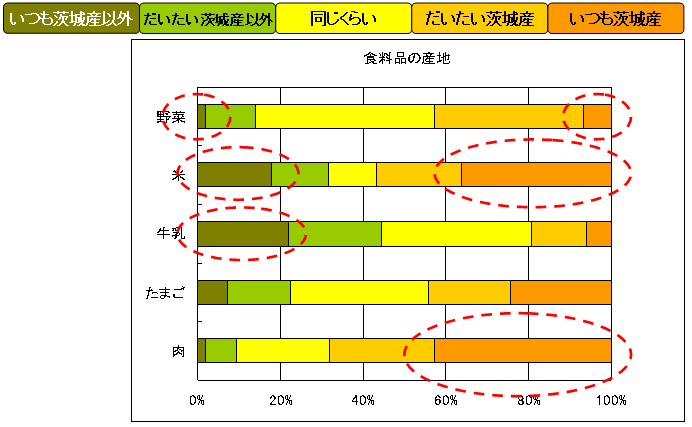 いつも茨城産以外 だいたい茨城産以外 同じくらい だいたい茨城産 いつも茨城産
食料品の産地
野菜
米
牛乳
たまご
肉
0% 20% 40% 60% 80% 100%